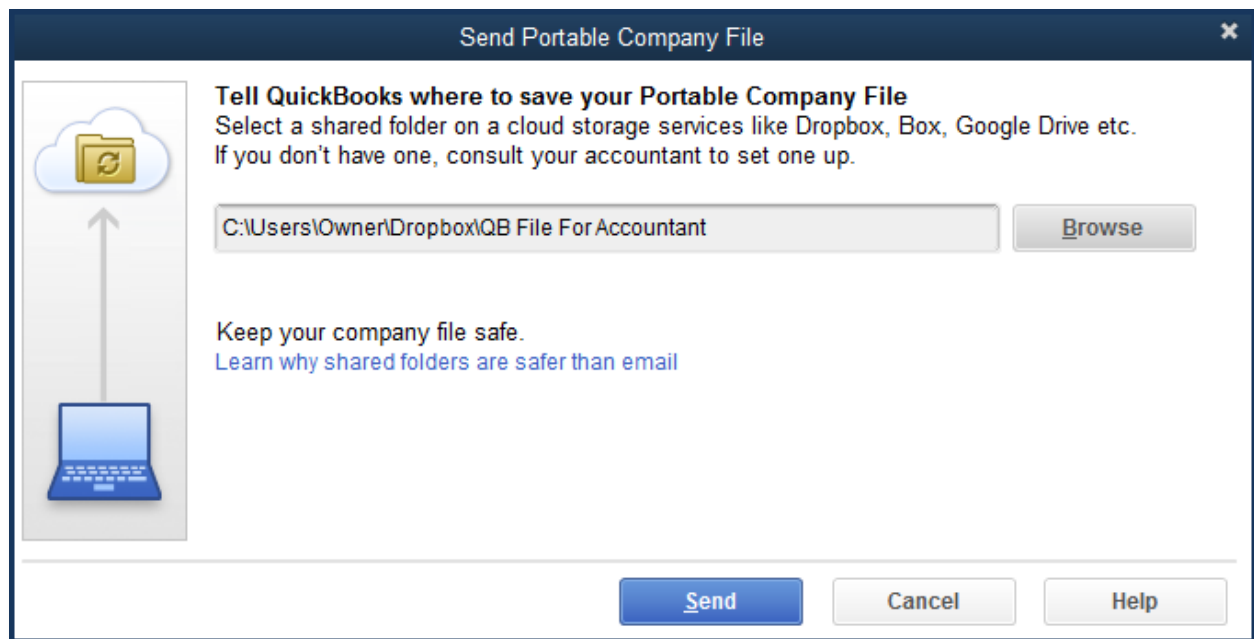 Send Portable Company File
Tell QuickBooks where to save your Portable Company File
Select a shared folder on a cloud storage services like Dropbox, Box, Google Drive etc.
If you don't have one, consult your accountant to set one up.
C:\Users\Owner\Dropbox\QB File For Accountant
Browse
Keep your company file safe.
Learn why shared folders are safer than email
Send
Cancel
Help